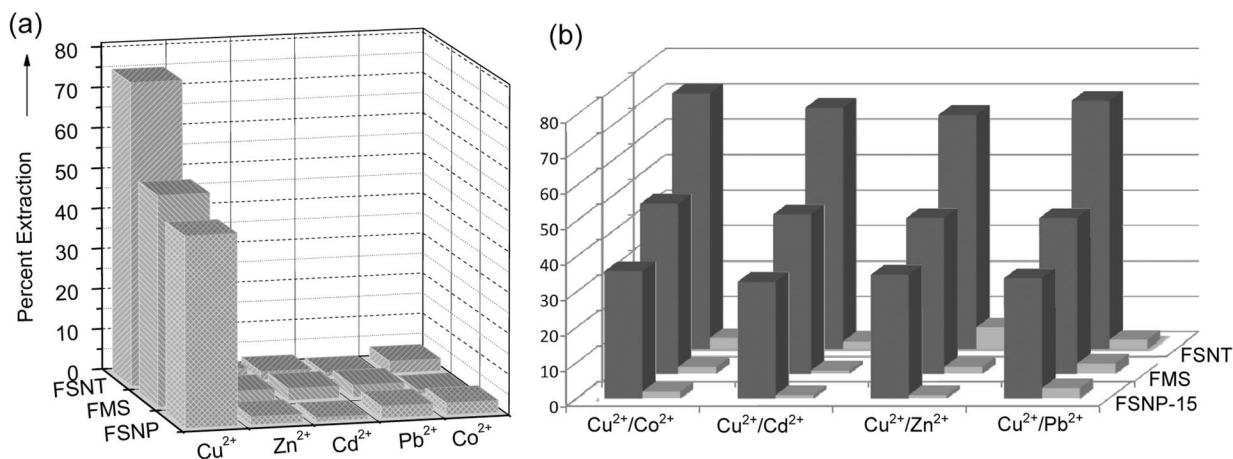 (a)
Percent Extraction
80
70
60
50
40
30
20
10
0
FSNT
FMS
FSNP
Cu²⁺
Zn²⁺
Cd²⁺
Pb²⁺
Co²⁺
(b)
80
70
60
50
40
30
20
10
0
Cu²⁺/Co²⁺
Cu²⁺/Cd²⁺
Cu²⁺/Zn²⁺
Cu²⁺/Pb²⁺
FSNT
FMS
FSNP-15